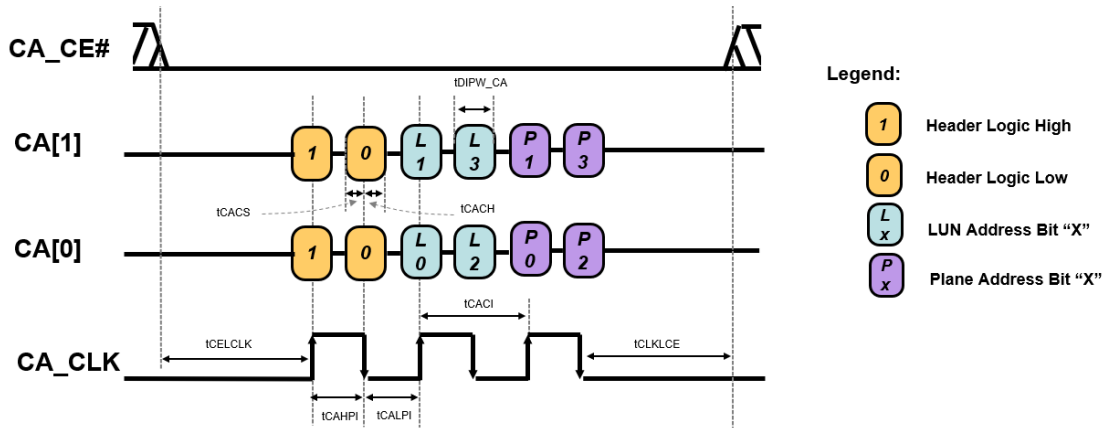 CA_CE#
tDIPW_CA
CA[1]
1
0
L
1
L
3
P
1
P
3
tCACS
tCACH
CA[0]
1
0
L
0
L
2
P
0
P
2
tCACI
tCELCLK
tCLKLCE
CA_CLK
tCAHPI
tCALPI
Legend:
1
Header Logic High
0
Header Logic Low
L
x
LUN Address Bit “X”
P
x
Plane Address Bit “X”